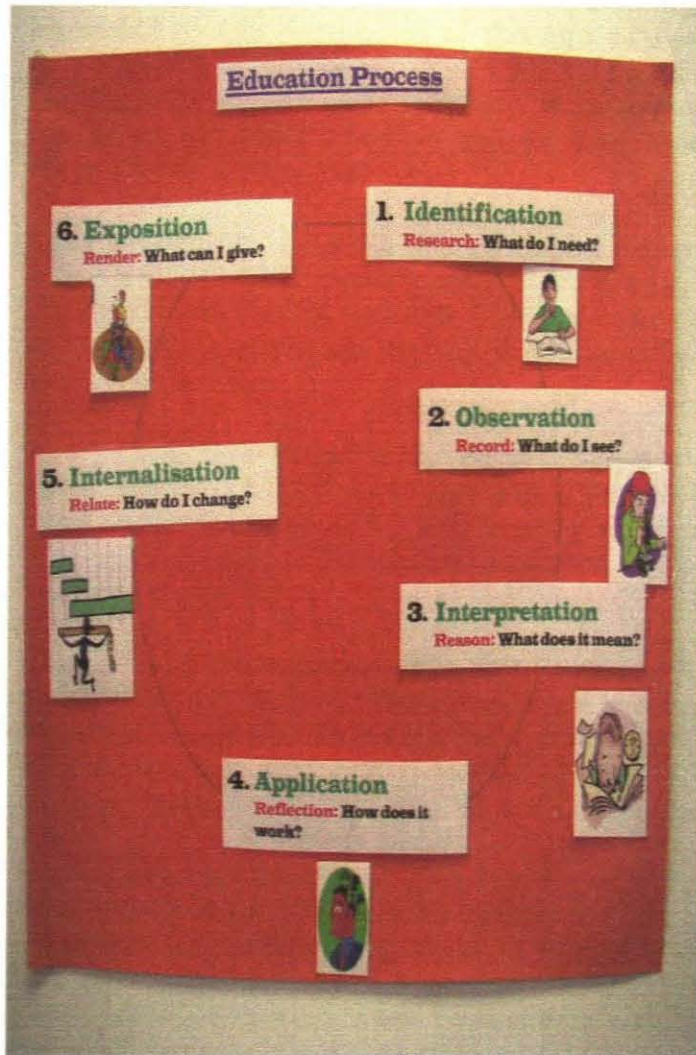 Education Process
1. Identification
Research: What do I need?
2. Observation
Record: What do I see?
3. Interpretation
Reason: What does it mean?
4. Application
Reflection: How does it
work?
5. Internalisation
Relate: How do I change?
6. Exposition
Render: What can I give?